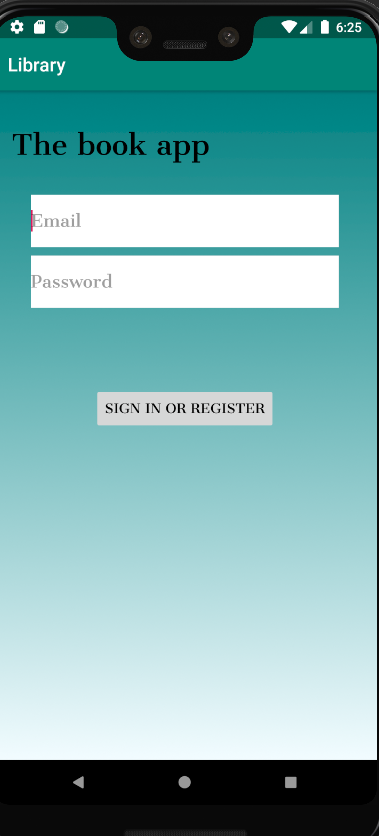 6:25
Library
The book app
Email
Password
SIGN IN OR REGISTER